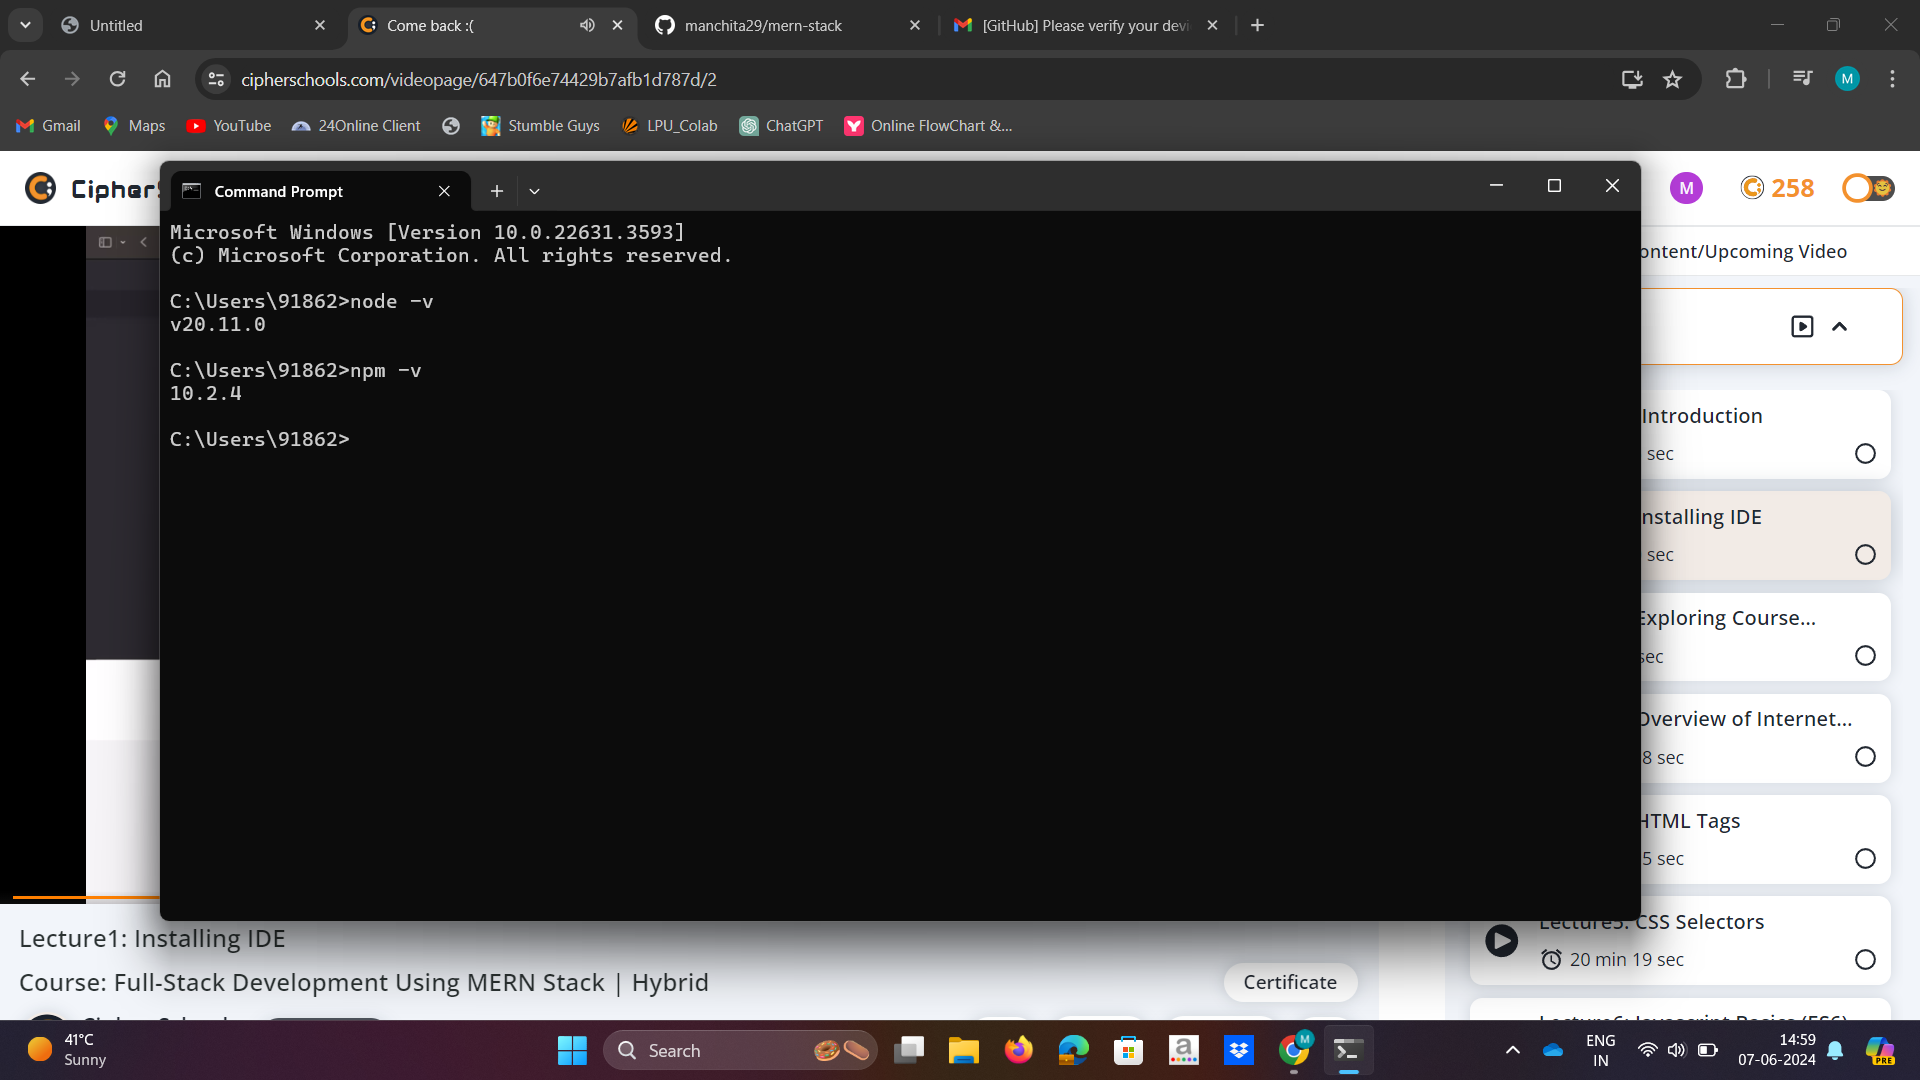 Untitled
Come back :(
manchita29/mern-stack
[GitHub] Please verify your devi
cipherschools.com/videopage/647b0f6e74429b7afb1d787d/2
M
Gmail
Maps
YouTube
24Online Client
Stumble Guys
LPU_Colab
ChatGPT
Online FlowChart &...
Command Prompt
M
258
Microsoft Windows [Version 10.0.22631.3593]
(c) Microsoft Corporation. All rights reserved.
C:\Users\91862>node -v
v20.11.0
C:\Users\91862>npm -v
10.2.4
C:\Users\91862>
ontent/Upcoming Video
Introduction
sec
nstalling IDE
sec
Exploring Course...
sec
Overview of Internet...
8 sec
HTML Tags
5 sec
Lecture5: CSS Selectors
20 min 19 sec
Lecture1: Installing IDE
Course: Full-Stack Development Using MERN Stack | Hybrid
Certificate
41°C
Sunny
Search
M
a
ENG
IN
14:59
07-06-2024
PRE